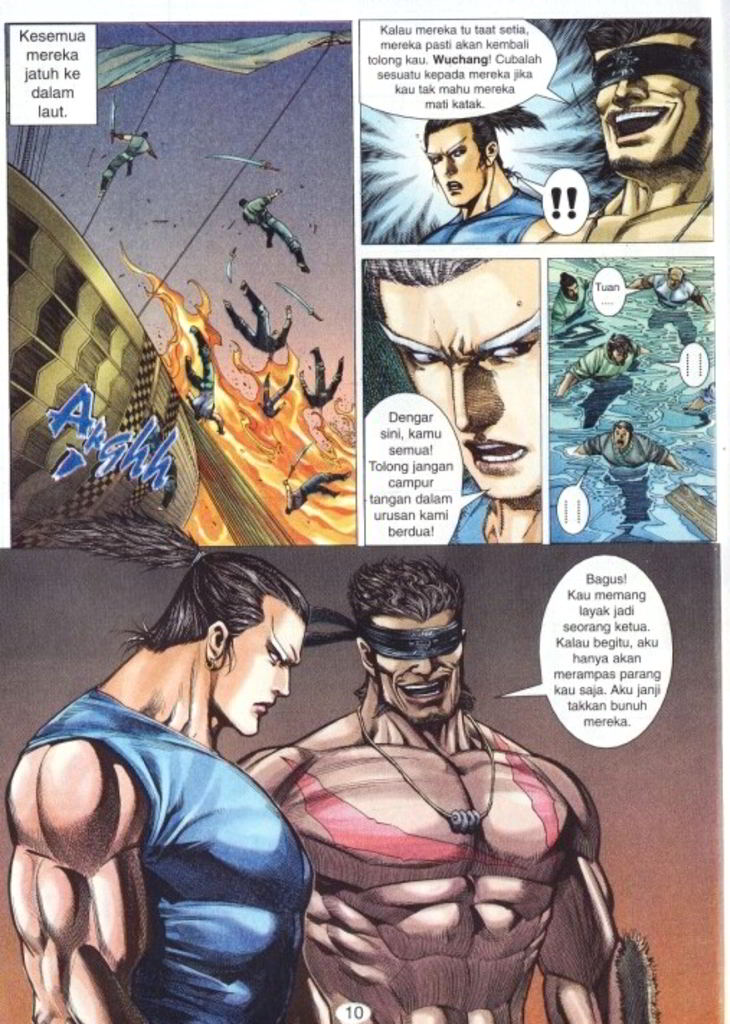 Kesemua
mereka
jatuh ke
dalam
laut.
Kalau mereka tu taat setia,
mereka pasti akan kembali
tolong kau. Wuchang! Cubalah
sesuatu kepada mereka jika
kau tak mahu mereka
mati katak.
!!
Arghh
Dengar
sini, kamu
semua!
Tolong jangan
campur
tangan dalam
urusan kami
berdua!
Tuan
......
......
......
Bagus!
Kau memang
layak jadi
seorang ketua.
Kalau begitu, aku
hanya akan
merampas parang
kau saja. Aku janji
takkan bunuh
mereka.
10